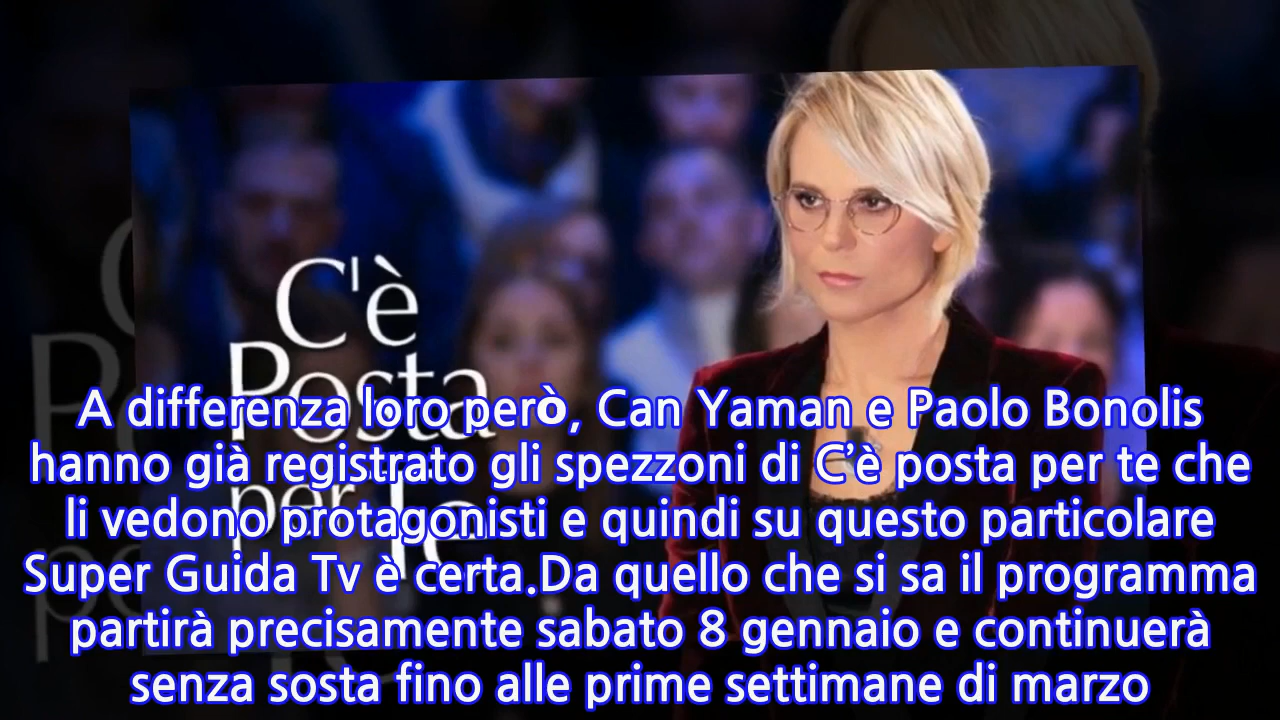 C'è
Posta
per Te
A differenza loro però, Can Yaman e Paolo Bonolis
hanno già registrato gli spezzoni di C’è posta per te che
li vedono protagonisti e quindi su questo particolare
Super Guida Tv è certa.Da quello che si sa il programma
partirà precisamente sabato 8 gennaio e continuerà
senza sosta fino alle prime settimane di marzo